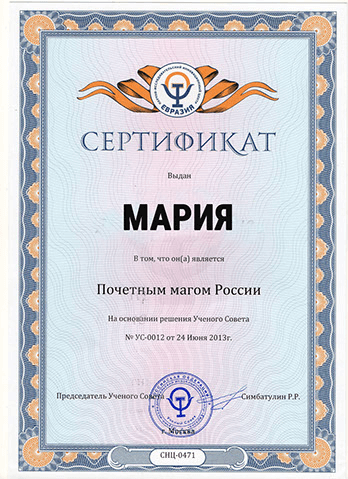 ЕВРАЗИЯ
СЕРТИФИКАТ
Выдан
МАРИЯ
В том, что он(а) является
Почетным магом России
На основании решения Ученого Совета
№ УС-0012 от 24 Июня 2013г.
Председатель Ученого Совета
Симбатулин Р.Р.
г. Москва
СНЦ-0471